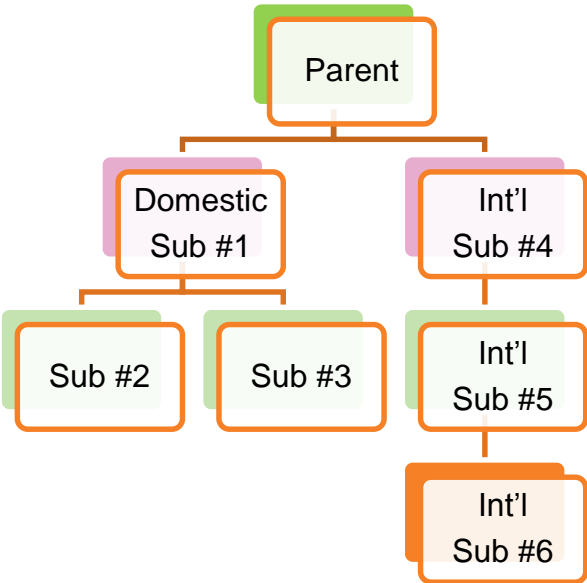 Parent
Domestic
Sub #1
Int'l
Sub #4
Sub #2
Sub #3
Int'l
Sub #5
Int'l
Sub #6